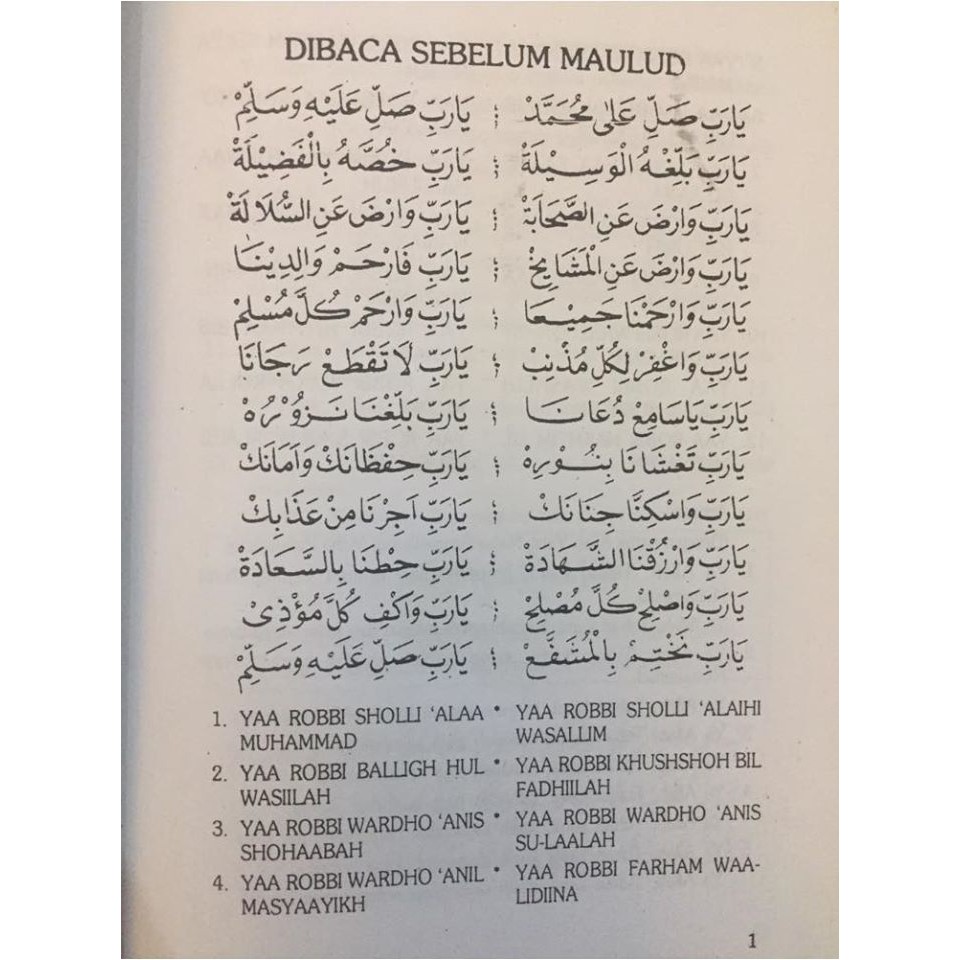 DIBACA SEBELUM MAULUD
يَارَبِّ صَلِّ عَلٰى مُحَمَّدْ ؛ يَارَبِّ صَلِّ عَلَيْهِ وَسَلِّمْ
يَارَبِّ بَلِّغْهُ الْوَسِيْلَةْ ؛ يَارَبِّ خُصَّهُ بِالْفَضِيْلَةْ
يَارَبِّ وَارْضَ عَنِ الصَّحَابَةْ ؛ يَارَبِّ وَارْضَ عَنِ السُّلَالَةْ
يَارَبِّ وَارْضَ عَنِ الْمَشَايِخْ ؛ يَارَبِّ فَارْحَمْ وَالِدِيْنَا
يَارَبِّ وَارْحَمْنَا جَمِيْعَا ؛ يَارَبِّ وَارْحَمْ كُلَّ مُسْلِمْ
يَارَبِّ وَاغْفِرْ لِكُلِّ مُذْنِبْ ؛ يَارَبِّ لَا تَقْطَعْ رَجَانَا
يَارَبِّ يَاسَامِعْ دُعَانَا ؛ يَارَبِّ بَلِّغْنَا نَزُوْرُهْ
يَارَبِّ تَغْشَانَا بِنُوْرِهْ ؛ يَارَبِّ حِفْظَانَكْ وَاَمَانَكْ
يَارَبِّ وَاسْكِنَّا جِنَانَكْ ؛ يَارَبِّ اَجِرْنَا مِنْ عَذَابِكْ
يَارَبِّ وَارْزُقْنَا الشَّهَادَةْ ؛ يَارَبِّ حِطْنَا بِالسَّعَادَةْ
يَارَبِّ وَاصْلِحْ كُلَّ مُصْلِحْ ؛ يَارَبِّ وَاكْفِ كُلَّ مُؤْذِىْ
يَارَبِّ نَخْتِمْ بِالْمُشَفَّعْ ؛ يَارَبِّ صَلِّ عَلَيْهِ وَسَلِّمْ
1. YAA ROBBI SHOLLI ‘ALAA * YAA ROBBI SHOLLI ‘ALAIHI
MUHAMMAD WASALLIM
2. YAA ROBBI BALLIGH HUL * YAA ROBBI KHUSHSHOH BIL
WASIILAH FADHIILAH
3. YAA ROBBI WARDHO ‘ANIS * YAA ROBBI WARDHO ‘ANIS
SHOHAABAH SU-LAALAH
4. YAA ROBBI WARDHO ‘ANIL * YAA ROBBI FARHAM WAA-
MASYAAYIKH LIDIINA
1